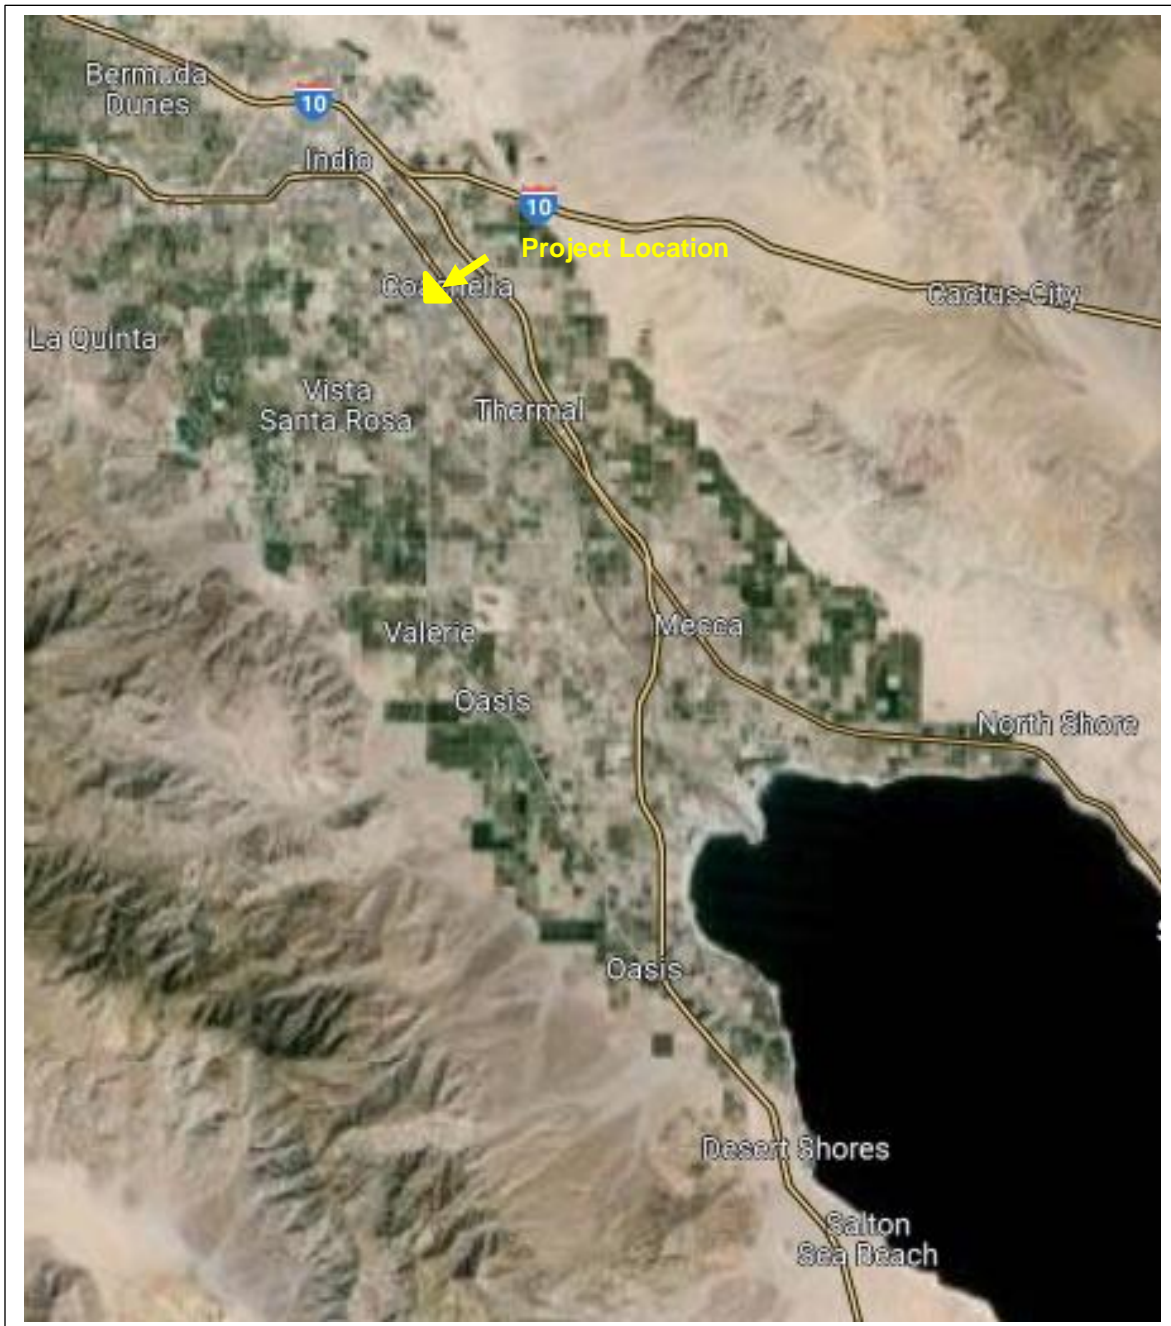 Bermuda
Dunes
10
Indio
10
Project Location
Coachella
Cactus City
La Quinta
Vista
Santa Rosa
Thermal
Valerie
Mecca
Oasis
North Shore
Oasis
Desert Shores
Salton
Sea Beach